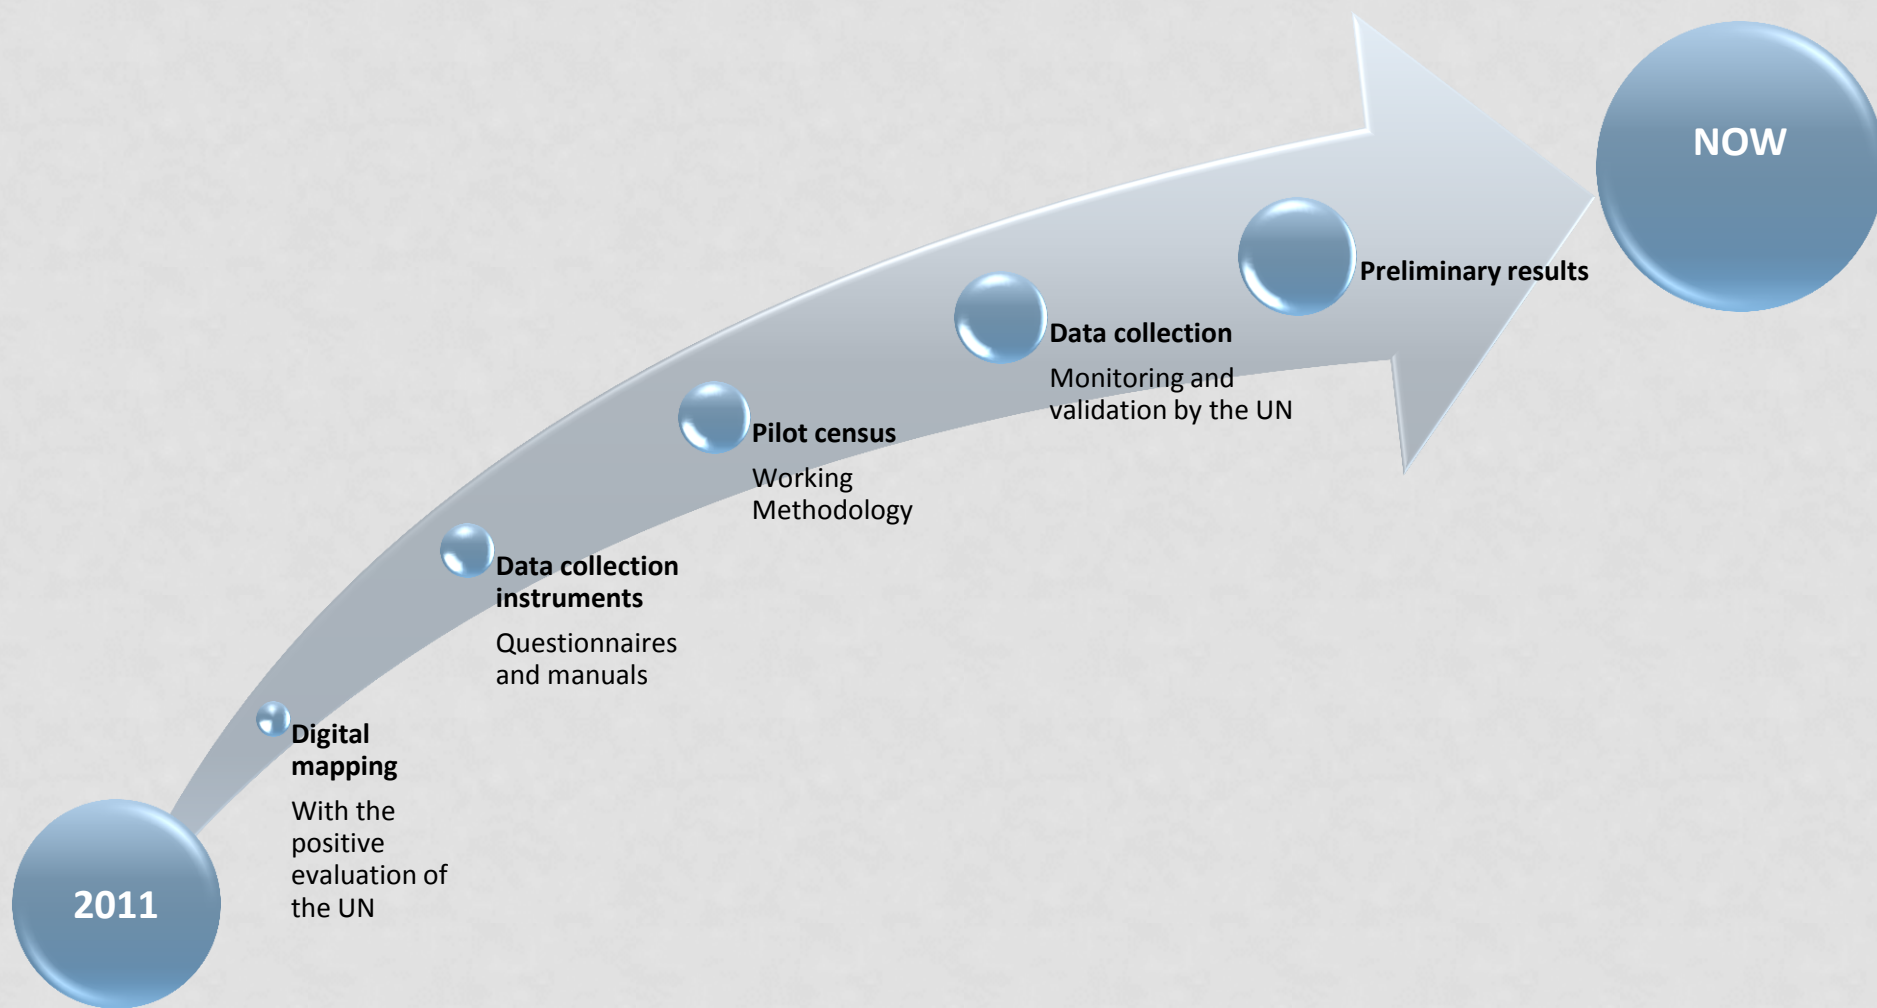 2011
Digital
mapping
With the
positive
evaluation of
the UN
Data collection
instruments
Questionnaires
and manuals
Pilot census
Working
Methodology
Data collection
Monitoring and
validation by the UN
Preliminary results
NOW